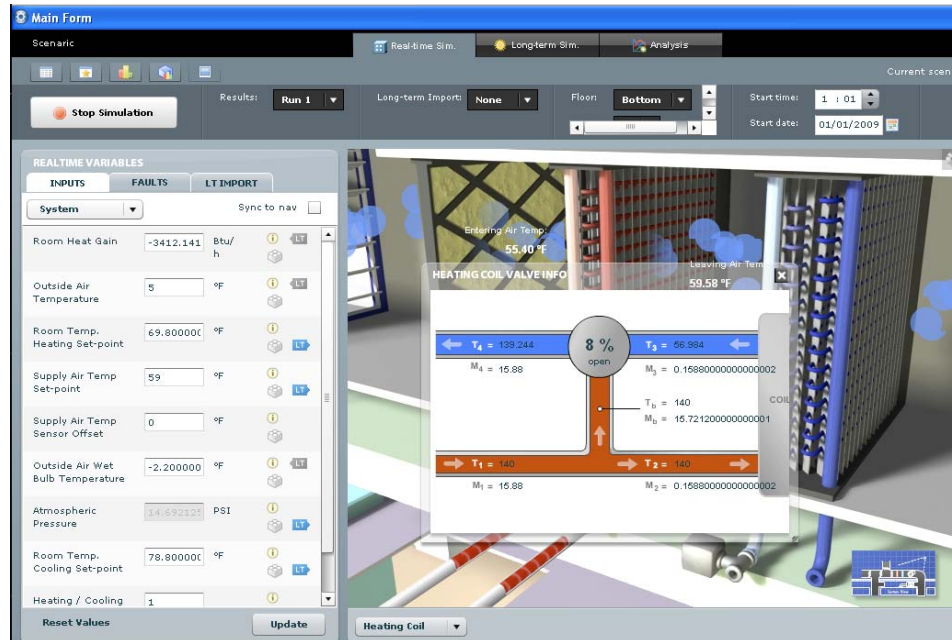 Main Form
Scenaric
Real-time Sim.
Long-term Sim.
Analysis
Current scen
Stop Simulation
Results:
Run 1
Long-term Import:
None
Floor:
Bottom
Start time:
1 : 01
Start date:
01/01/2009
REALTIME VARIABLES
INPUTS
FAULTS
LT IMPORT
System
Sync to nav
Room Heat Gain
-3412.141
Btu/
h
LT
Outside Air
Temperature
5
°F
LT
Room Temp.
Heating Set-point
69.80000(
°F
LT
Supply Air Temp
Set-point
59
°F
LT
Supply Air Temp
Sensor Offset
0
°F
Outside Air Wet
Bulb Temperature
-2.200000
°F
LT
Atmospheric
Pressure
14.692125
PSI
LT
Room Temp.
Cooling Set-point
78.80000(
°F
LT
Heating / Cooling
1
Reset Values
Update
Entering Air Temp:
55.40 °F
Leaving Air Tem
59.58 °F
HEATING COIL VALVE INFO
T4 = 139.244
8 %
open
T3 = 56.984
M4 = 15.88
M3 = 0.15880000000000002
Tb = 140
Mb = 15.721200000000001
COIL
T1 = 140
T2 = 140
M1 = 15.88
M2 = 0.15880000000000002
Heating Coil